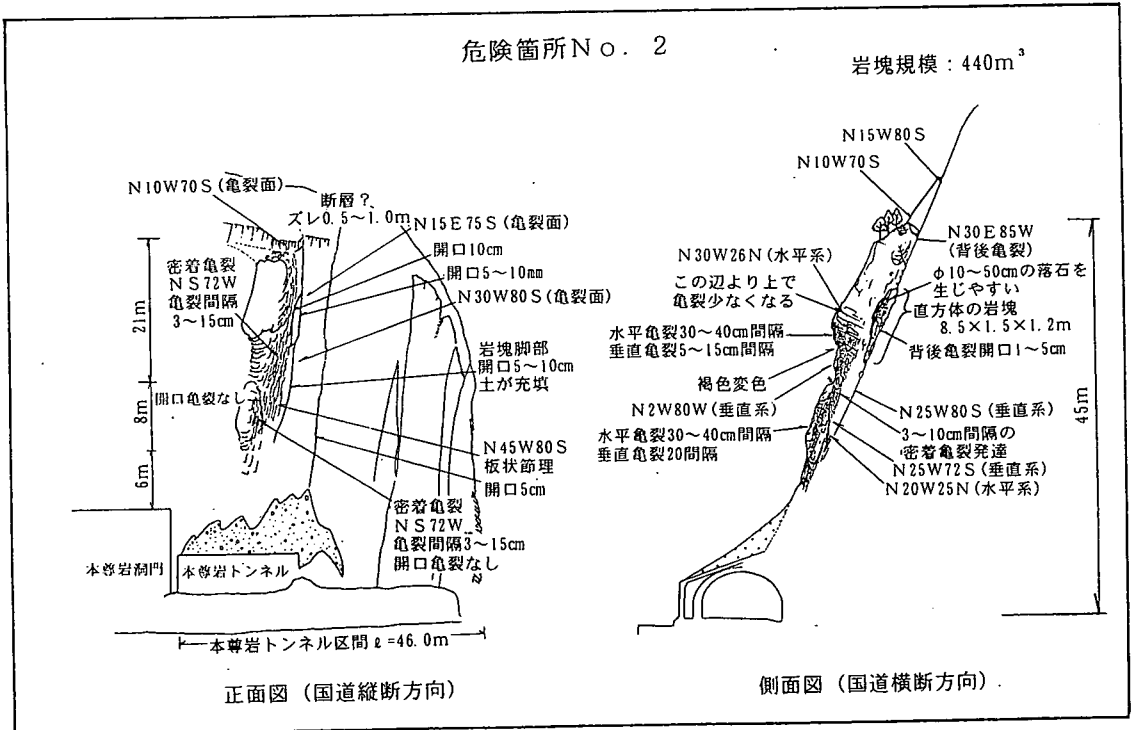 危険箇所No. 2
岩塊規模:440m³
N10W70S(亀裂面)
断層?
ズレ0.5~1.0m
N15E75S(亀裂面)
開口10cm
開口5~10mm
N30W80S(亀裂面)
密着亀裂
NS72W
亀裂間隔
3~15cm
岩塊脚部
開口5~10cm
土が充填
開口亀裂なし
N45W80S
板状節理
開口5cm
密着亀裂
NS72W
亀裂間隔3~15cm
開口亀裂なし
21m
8m
6m
本尊岩洞門
本尊岩トンネル
本尊岩トンネル区間 ℓ=46.0m
正面図(国道縦断方向)
N15W80S
N10W70S
N30E85W
(背後亀裂)
φ10~50cmの落石を
生じやすい
直方体の岩塊
8.5×1.5×1.2m
背後亀裂開口1~5cm
N30W26N(水平系)
この辺より上で
亀裂少なくなる
水平亀裂30~40cm間隔
垂直亀裂5~15cm間隔
褐色変色
N2W80W(垂直系)
水平亀裂30~40cm間隔
垂直亀裂20間隔
N25W80S(垂直系)
3~10cm間隔の
密着亀裂発達
N25W72S(垂直系)
N20W25N(水平系)
45m
側面図(国道横断方向)